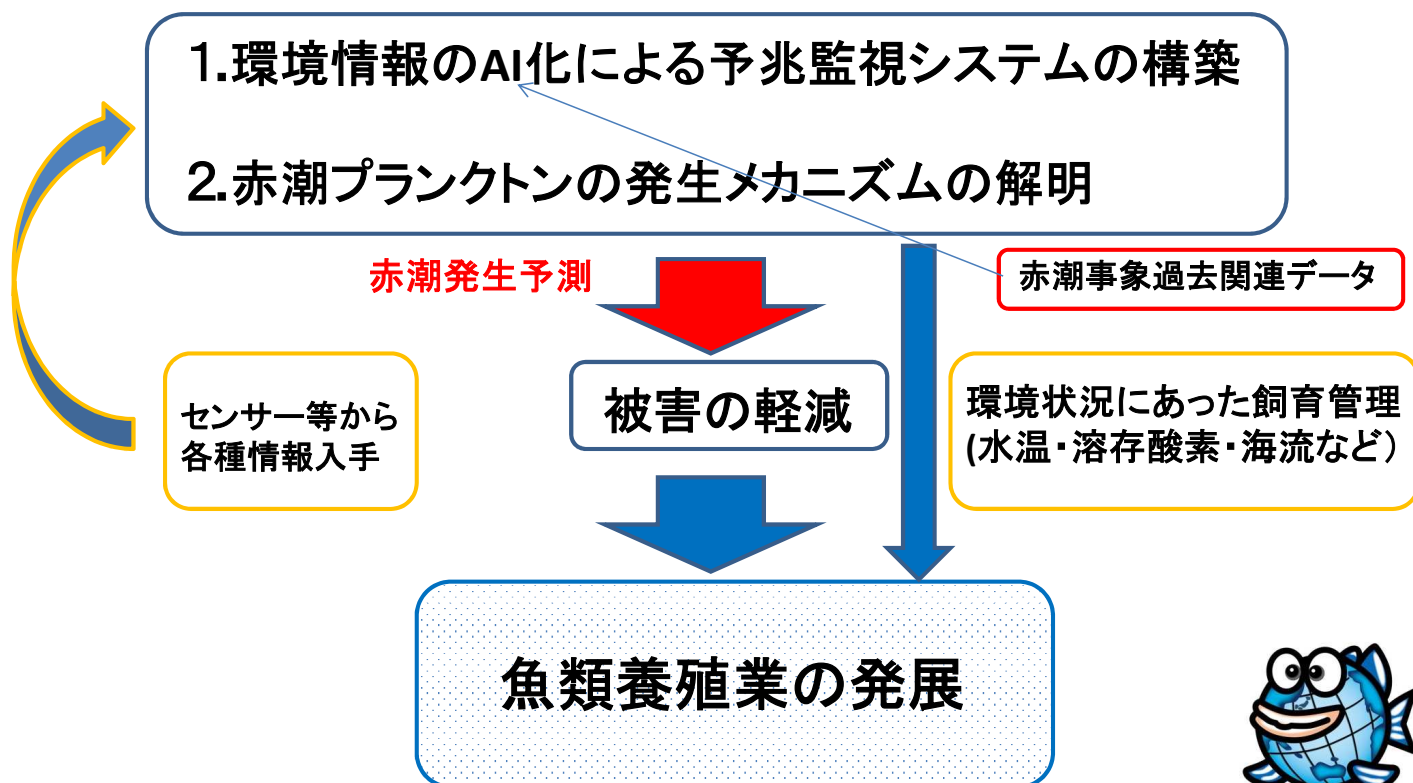 1.環境情報のAI化による予兆監視システムの構築
2.赤潮プランクトンの発生メカニズムの解明
赤潮発生予測
赤潮事象過去関連データ
センサー等から
各種情報入手
被害の軽減
環境状況にあった飼育管理
(水温・溶存酸素・海流など)
魚類養殖業の発展